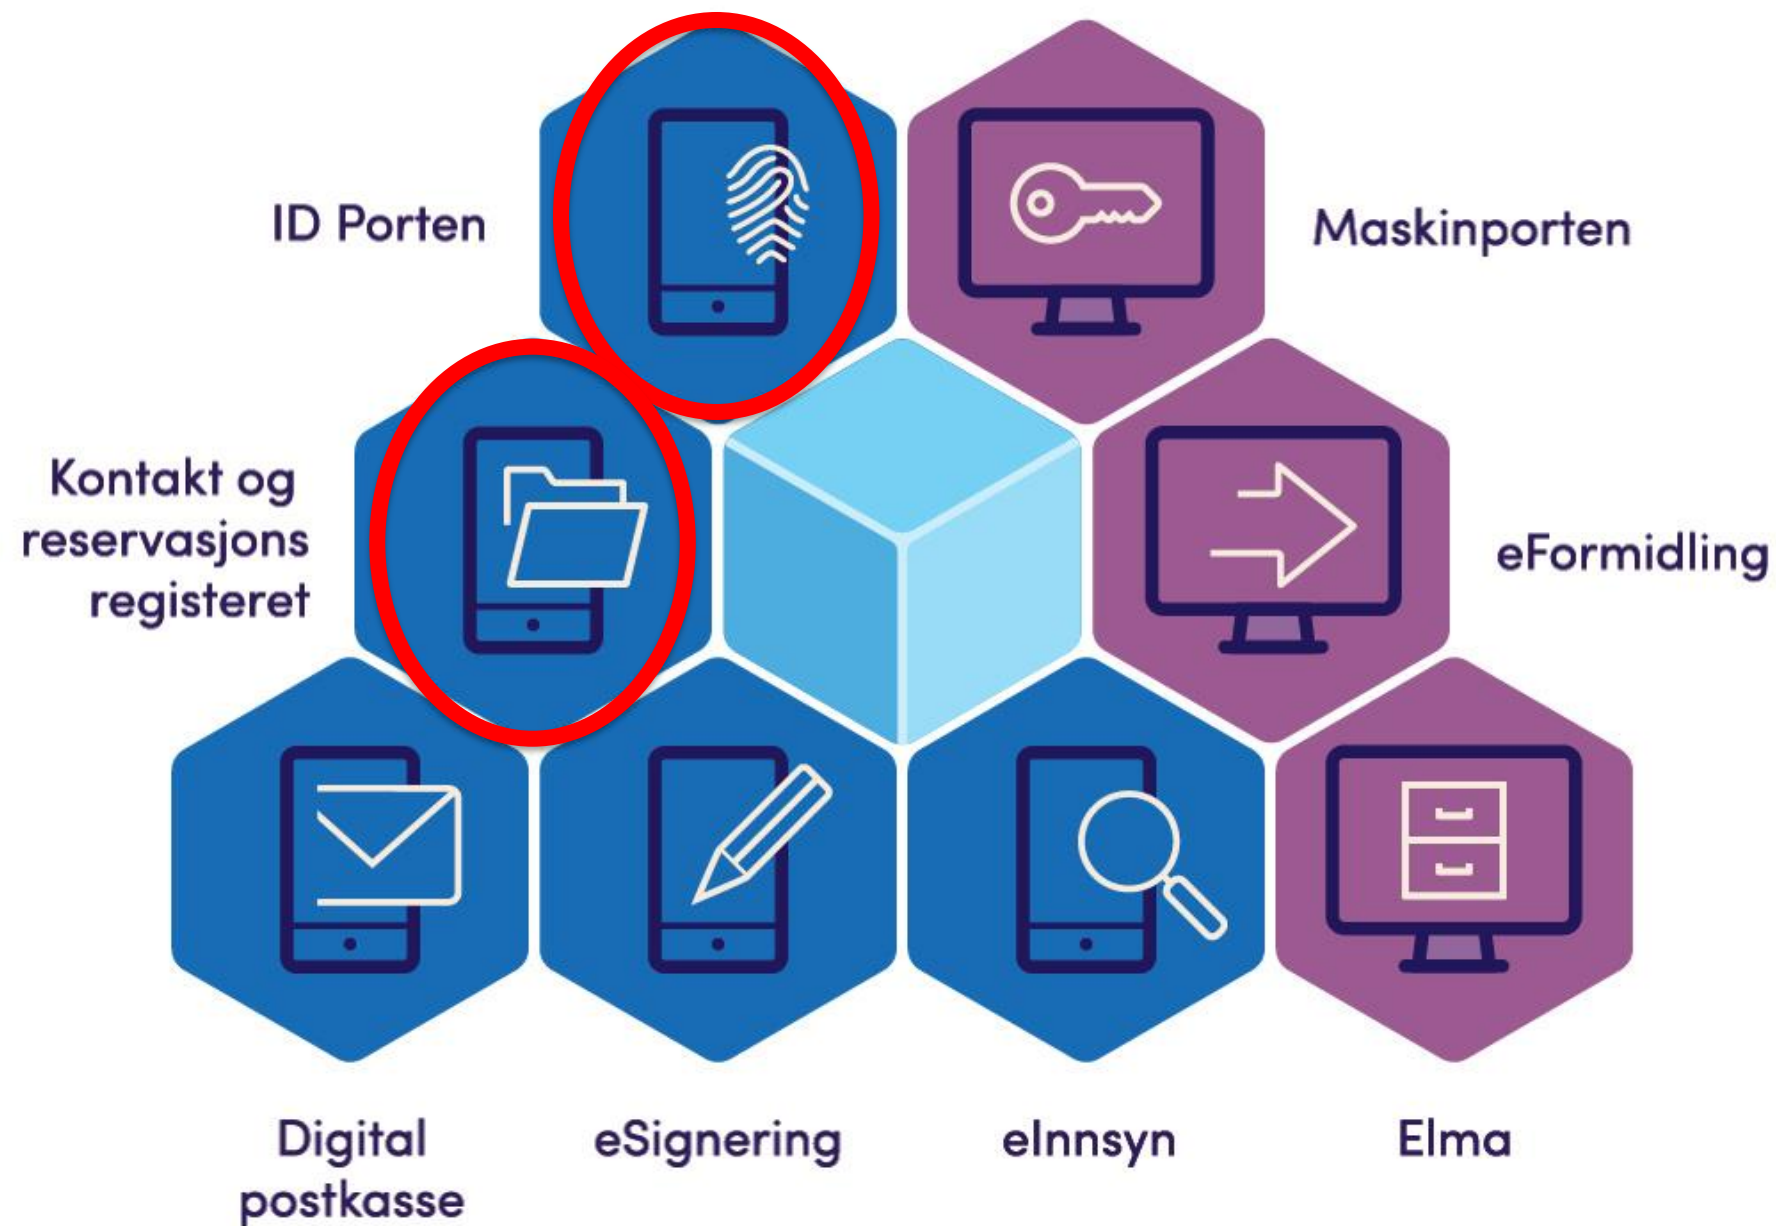 ID Porten
Maskinporten
Kontakt og
reservasjons
registeret
eFormidling
Digital
postkasse
eSignering
eInnsyn
Elma